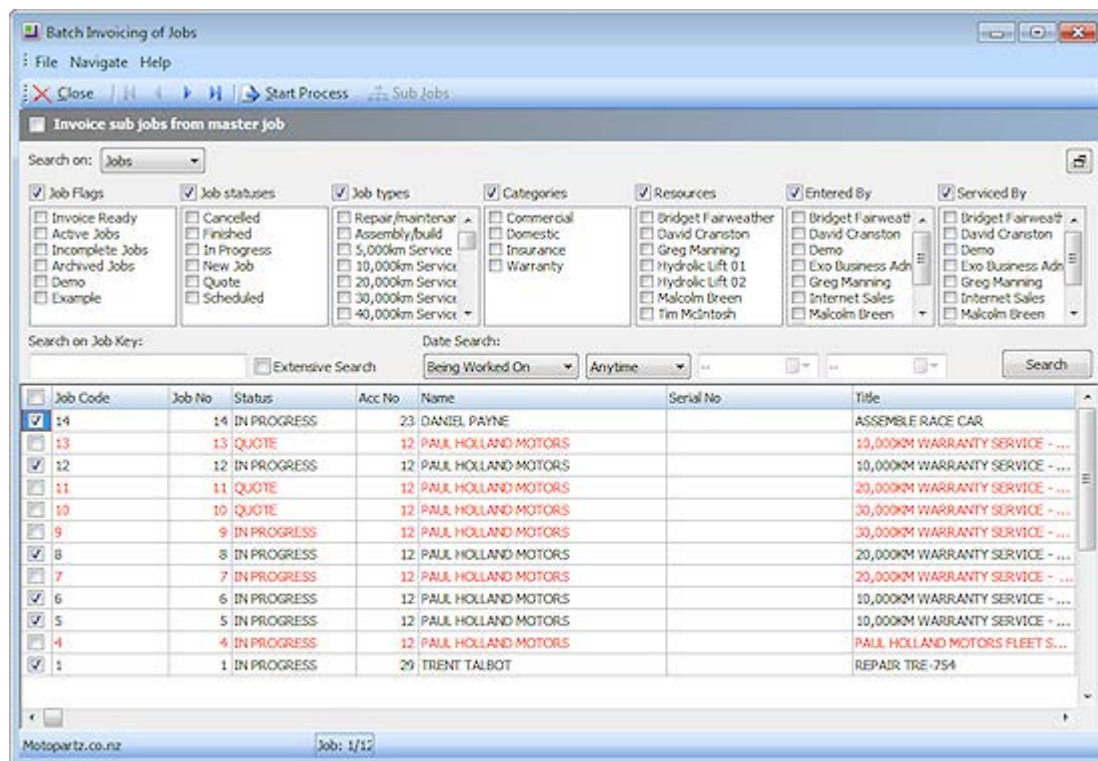 Batch Invoicing of Jobs
File Navigate Help
Close Start Process Sub Jobs
Invoice sub jobs from master job
Search on: Jobs
Job Flags Job statuses Job types Categories Resources Entered By Serviced By
Invoice Ready Cancelled Repair/maintenar Commercial Bridget Fairweather Bridget Fairweath Bridget Fairweath
Active Jobs Finished Assembly/build Domestic David Cranston David Cranston David Cranston
Incomplete Jobs In Progress 5,000km Service Insurance Greg Manning Demo Demo
Archived Jobs New Job 10,000km Service Warranty Hydrolic Lift 01 Exo Business Adn Exo Business Adn
Demo Quote 20,000km Service Hydrolic Lift 02 Greg Manning Greg Manning
Example Scheduled 30,000km Service Malcolm Breen Internet Sales Internet Sales
40,000km Service Tim McIntosh Malcolm Breen Malcolm Breen
Search on Job Key: Date Search:
Extensive Search Being Worked On Anytime -- -- Search
Job Code Job No Status Acc No Name Serial No Title
14 14 IN PROGRESS 23 DANIEL PAYNE ASSEMBLE RACE CAR
13 13 QUOTE 12 PAUL HOLLAND MOTORS 10,000KM WARRANTY SERVICE - ...
12 12 IN PROGRESS 12 PAUL HOLLAND MOTORS 10,000KM WARRANTY SERVICE - ...
11 11 QUOTE 12 PAUL HOLLAND MOTORS 20,000KM WARRANTY SERVICE - ...
10 10 QUOTE 12 PAUL HOLLAND MOTORS 30,000KM WARRANTY SERVICE - ...
9 9 IN PROGRESS 12 PAUL HOLLAND MOTORS 30,000KM WARRANTY SERVICE - ...
8 8 IN PROGRESS 12 PAUL HOLLAND MOTORS 20,000KM WARRANTY SERVICE - ...
7 7 IN PROGRESS 12 PAUL HOLLAND MOTORS 20,000KM WARRANTY SERVICE - ...
6 6 IN PROGRESS 12 PAUL HOLLAND MOTORS 10,000KM WARRANTY SERVICE - ...
5 5 IN PROGRESS 12 PAUL HOLLAND MOTORS 10,000KM WARRANTY SERVICE - ...
4 4 IN PROGRESS 12 PAUL HOLLAND MOTORS PAUL HOLLAND MOTORS FLEET S...
1 1 IN PROGRESS 29 TRENT TALBOT REPAIR TRE-754
Motopartz.co.nz Job: 1/12